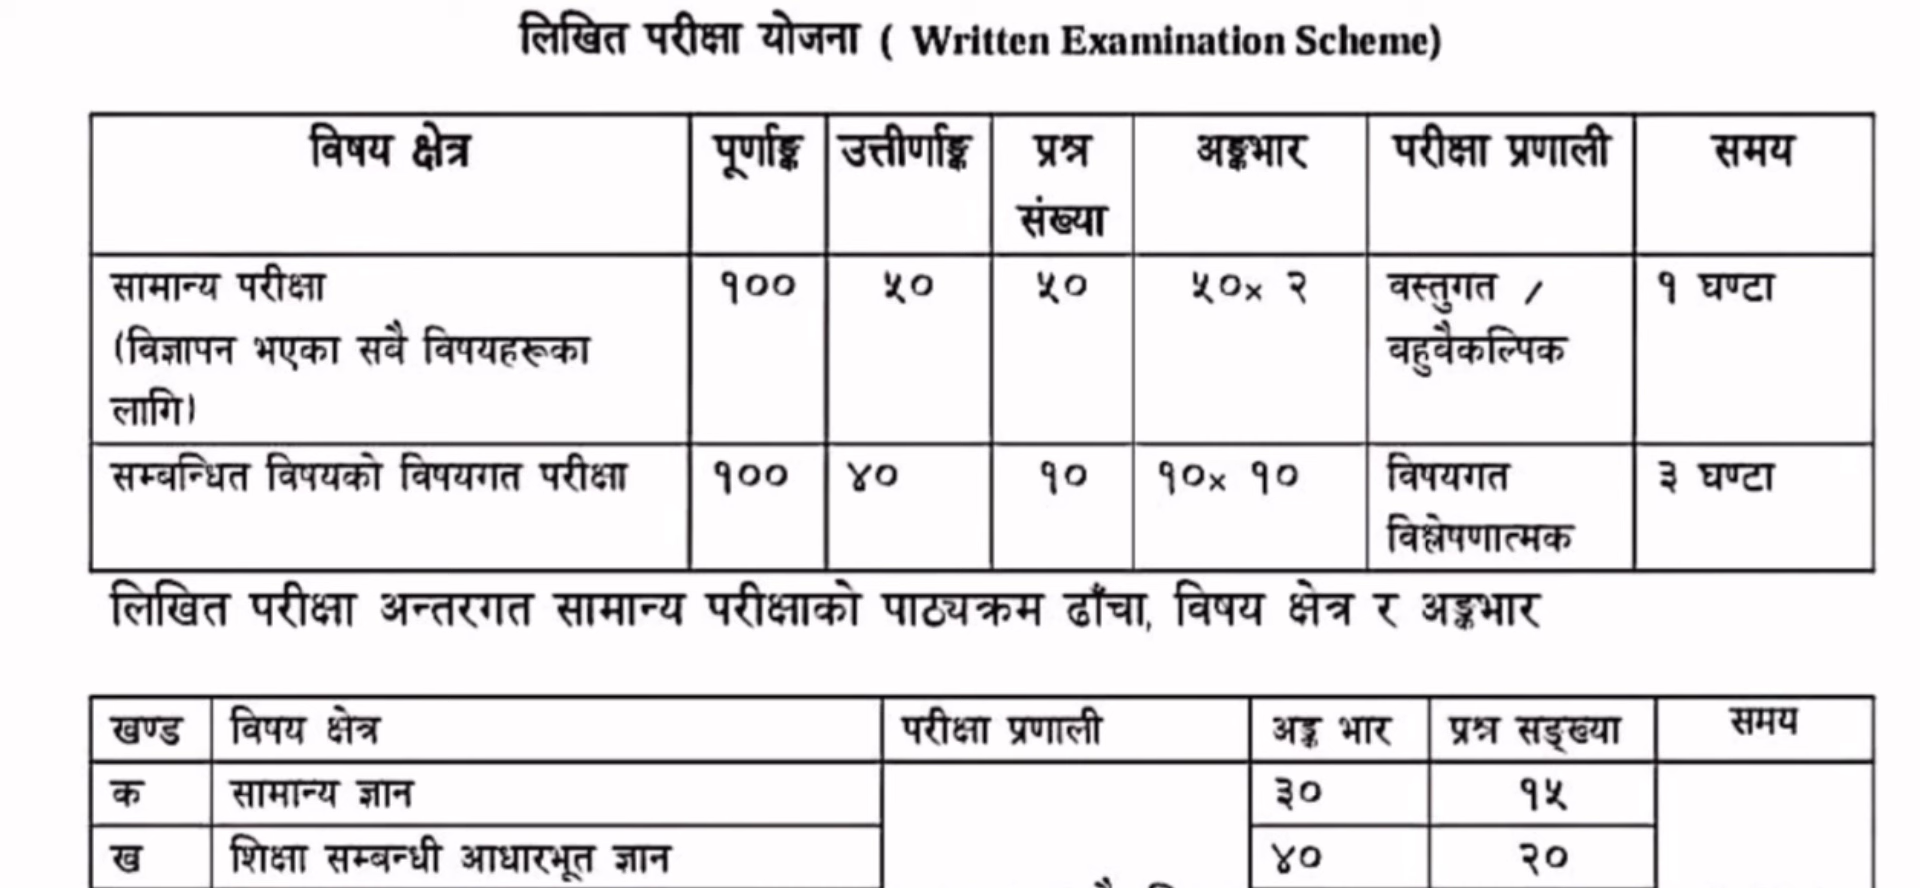 लिखित परीक्षा योजना ( Written Examination Scheme)
विषय क्षेत्र पूर्णाङ्क उत्तीर्णाङ्क प्रश्न संख्या अङ्कभार परीक्षा प्रणाली समय
सामान्य परीक्षा १०० ५० ५० ५०× २ वस्तुगत / १ घण्टा
(विज्ञापन भएका सवै विषयहरूका बहुवैकल्पिक
लागि)
सम्बन्धित विषयको विषयगत परीक्षा १०० ४० १० १०× १० विषयगत ३ घण्टा
विश्लेषणात्मक
लिखित परीक्षा अन्तरगत सामान्य परीक्षाको पाठ्यक्रम ढाँचा, विषय क्षेत्र र अङ्कभार
खण्ड विषय क्षेत्र परीक्षा प्रणाली अङ्क भार प्रश्न सङ्ख्या समय
क सामान्य ज्ञान ३० १५
ख शिक्षा सम्बन्धी आधारभूत ज्ञान ४० २०